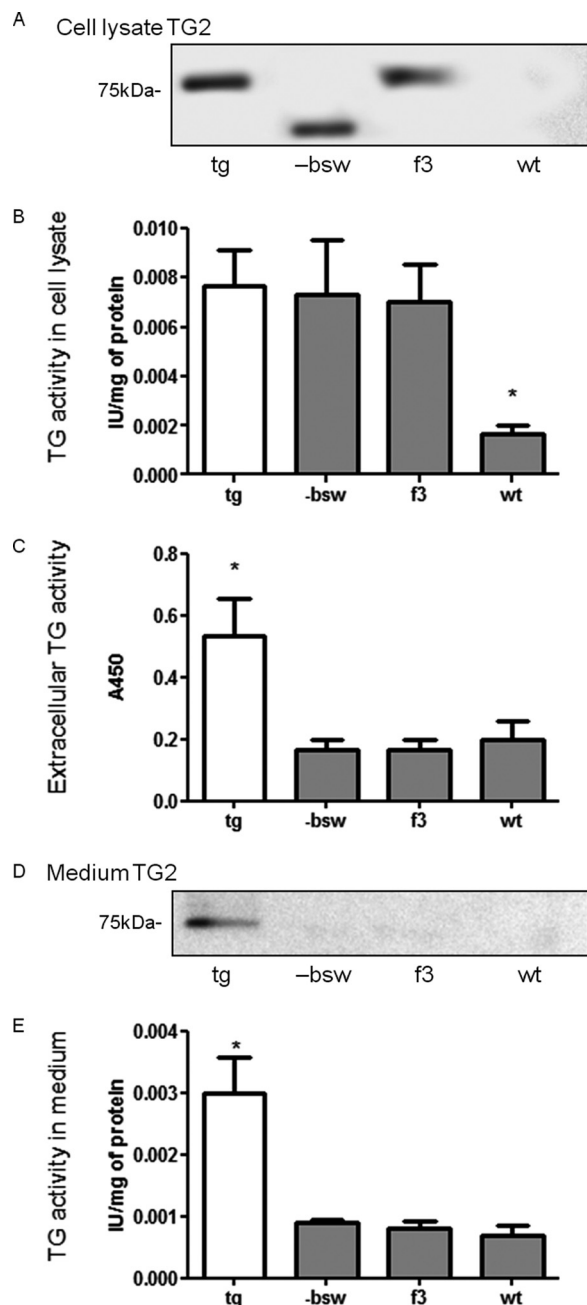 A Cell lysate TG2
75kDa-
tg –bsw f3 wt
B
TG activity in cell lysate
IU/mg of protein
0.010
0.008
0.006
0.004
0.002
0.000
*
tg -bsw f3 wt
C
Extracellular TG activity
A450
0.8
0.6
0.4
0.2
0.0
*
tg -bsw f3 wt
D Medium TG2
75kDa-
tg –bsw f3 wt
E
TG activity in medium
IU/mg of protein
0.004
0.003
0.002
0.001
0.000
*
tg -bsw f3 wt